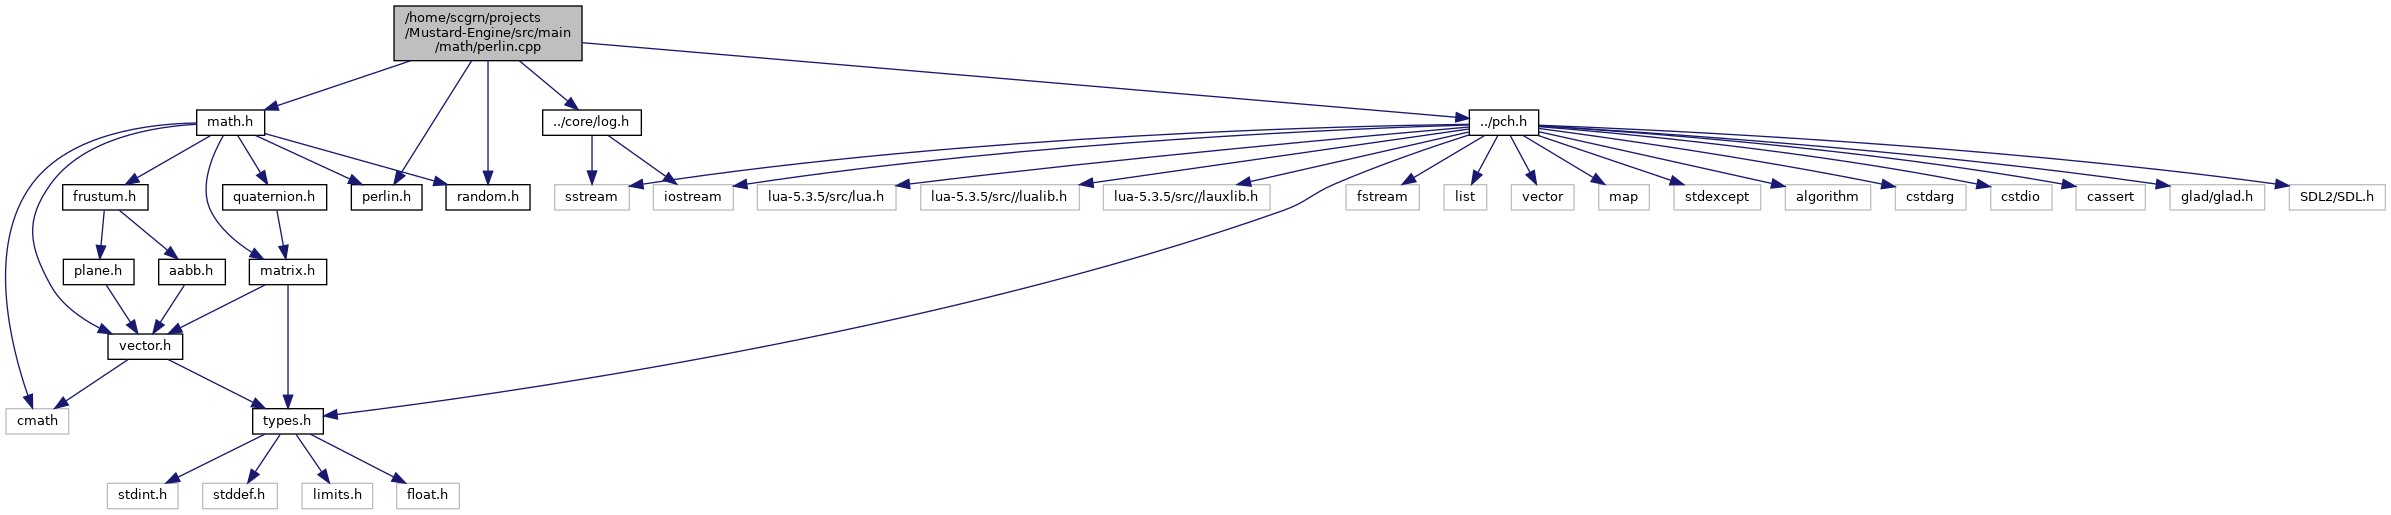 /home/scgrn/projects
/Mustard-Engine/src/main
/math/perlin.cpp
math.h
../core/log.h
../pch.h
frustum.h
quaternion.h
perlin.h
random.h
sstream
iostream
lua-5.3.5/src/lua.h
lua-5.3.5/src//lualib.h
lua-5.3.5/src//lauxlib.h
fstream
list
vector
map
stdexcept
algorithm
cstdarg
cstdio
cassert
glad/glad.h
SDL2/SDL.h
plane.h
aabb.h
matrix.h
vector.h
cmath
types.h
stdint.h
stddef.h
limits.h
float.h